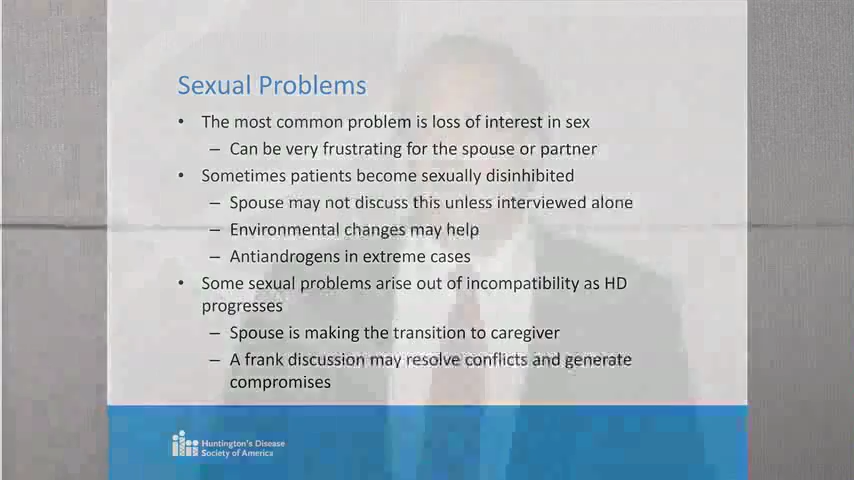 Sexual Problems
• The most common problem is loss of interest in sex
– Can be very frustrating for the spouse or partner
• Sometimes patients become sexually disinhibited
– Spouse may not discuss this unless interviewed alone
– Environmental changes may help
– Antiandrogens in extreme cases
• Some sexual problems arise out of incompatibility as HD
progresses
– Spouse is making the transition to caregiver
– A frank discussion may resolve conflicts and generate
compromises
Huntington's Disease
Society of America